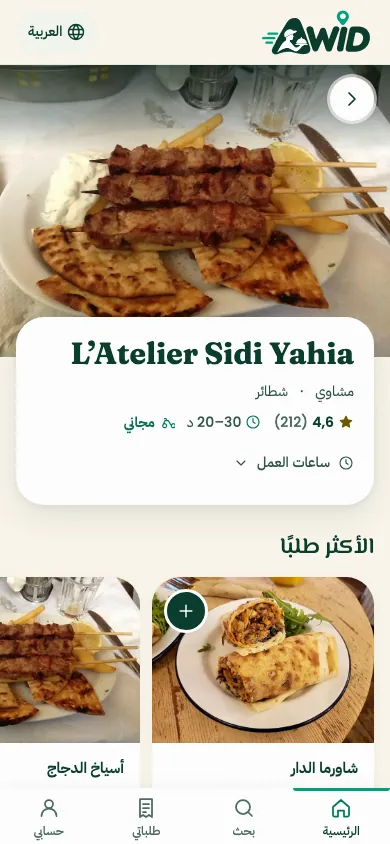 AWID
العربية
L’Atelier Sidi Yahia
مشاوي · شطائر
4,6 (212) 20–30 د مجاني
ساعات العمل
الأكثر طلبًا
شاورما الدار
أسياخ الدجاج
الرئيسية
بحث
طلباتي
حسابي